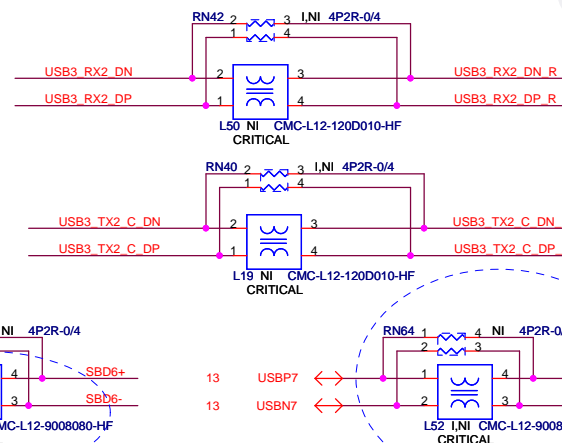 RN42 2 3 I,NI 4P2R-0/4
1 4
USB3_RX2_DN 2 3 USB3_RX2_DN_R
USB3_RX2_DP 1 4 USB3_RX2_DP_R
L50 NI CMC-L12-120D010-HF
CRITICAL
RN40 2 3 I,NI 4P2R-0/4
1 4
USB3_TX2_C_DN 2 3 USB3_TX2_C_DN_
USB3_TX2_C_DP 1 4 USB3_TX2_C_DP_
L19 NI CMC-L12-120D010-HF
CRITICAL
NI 4P2R-0/4 RN64 1 4 NI 4P2R-0/
2 3
4 SBD6+ 13 USBP7 1 4
3 SBD6- 13 USBN7 2 3
MC-L12-9008080-HF L52 I,NI CMC-L12-9008
CRITICAL